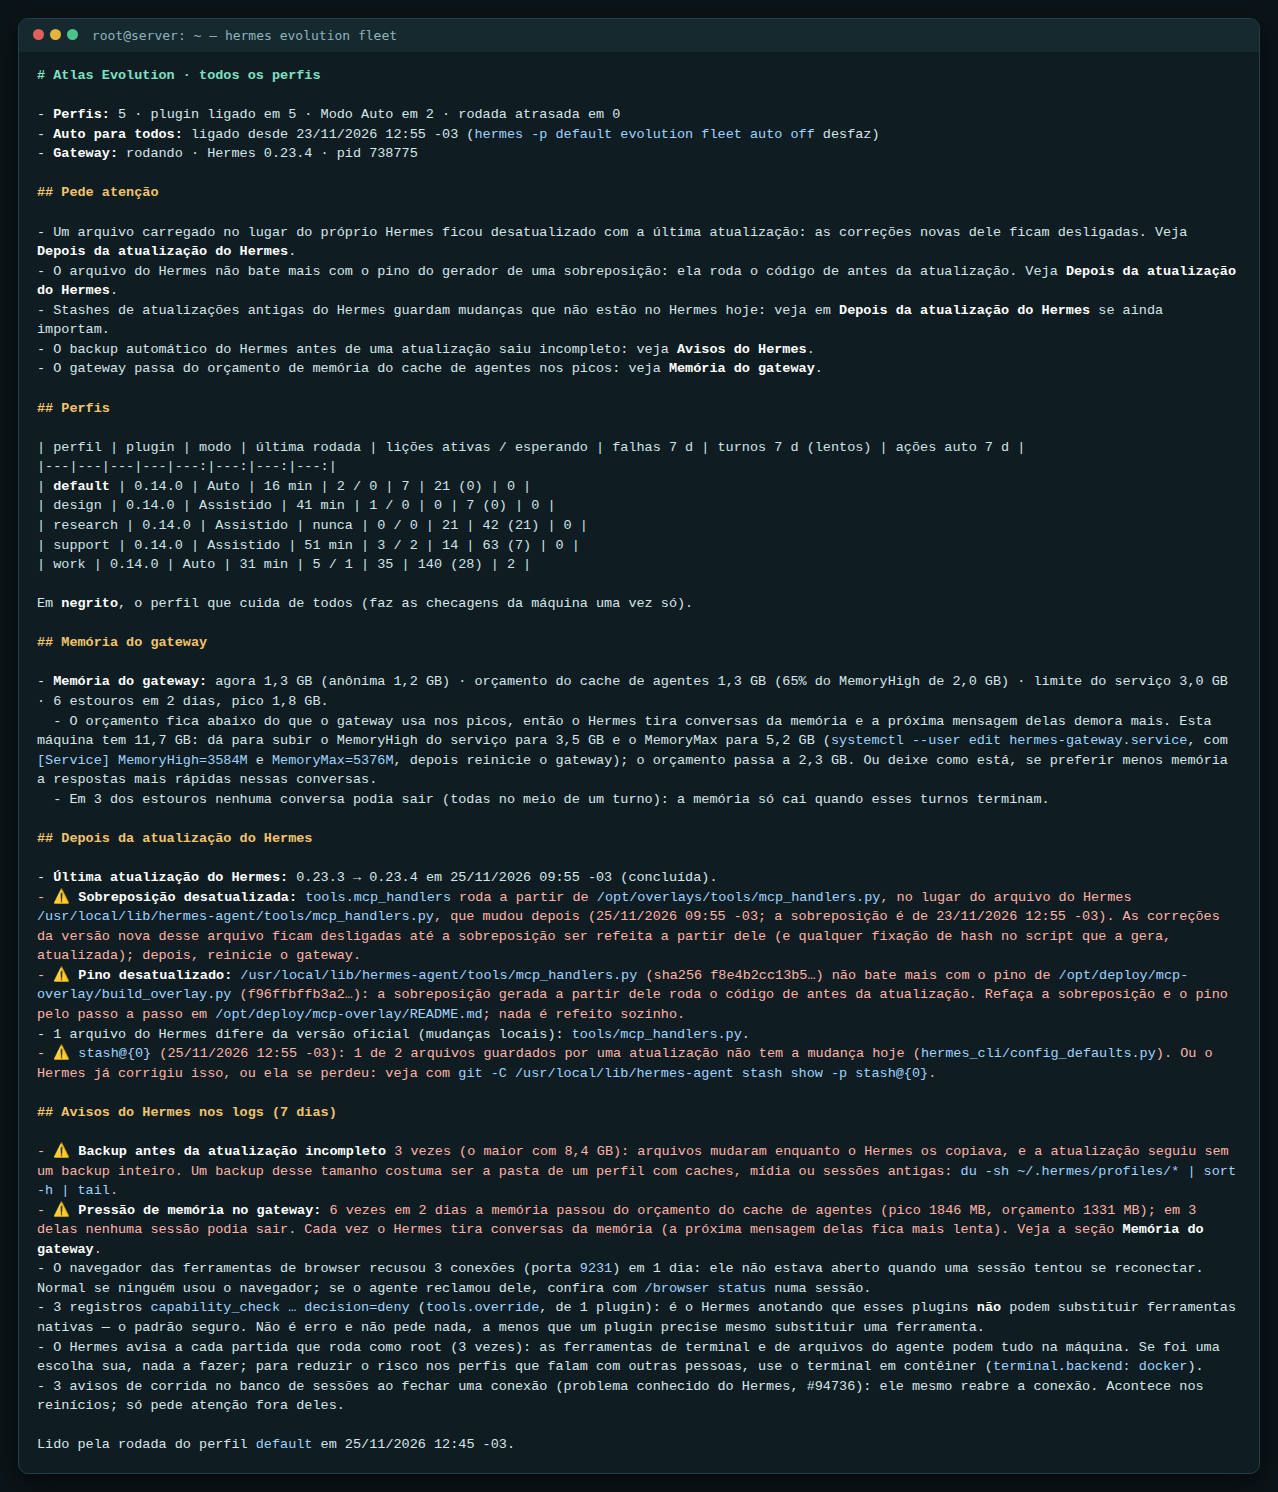 root@server: ~ — hermes evolution fleet
# Atlas Evolution · todos os perfis
- Perfis: 5 · plugin ligado em 5 · Modo Auto em 2 · rodada atrasada em 0
- Auto para todos: ligado desde 23/11/2026 12:55 -03 (hermes -p default evolution fleet auto off desfaz)
- Gateway: rodando · Hermes 0.23.4 · pid 738775
## Pede atenção
- Um arquivo carregado no lugar do próprio Hermes ficou desatualizado com a última atualização: as correções novas dele ficam desligadas. Veja
Depois da atualização do Hermes.
- O arquivo do Hermes não bate mais com o pino do gerador de uma sobreposição: ela roda o código de antes da atualização. Veja Depois da atualização
do Hermes.
- Stashes de atualizações antigas do Hermes guardam mudanças que não estão no Hermes hoje: veja em Depois da atualização do Hermes se ainda
importam.
- O backup automático do Hermes antes de uma atualização saiu incompleto: veja Avisos do Hermes.
- O gateway passa do orçamento de memória do cache de agentes nos picos: veja Memória do gateway.
## Perfis
| perfil | plugin | modo | última rodada | lições ativas / esperando | falhas 7 d | turnos 7 d (lentos) | ações auto 7 d |
|---|---|---|---|---:|---:|---:|---:|
| default | 0.14.0 | Auto | 16 min | 2 / 0 | 7 | 21 (0) | 0 |
| design | 0.14.0 | Assistido | 41 min | 1 / 0 | 0 | 7 (0) | 0 |
| research | 0.14.0 | Assistido | nunca | 0 / 0 | 21 | 42 (21) | 0 |
| support | 0.14.0 | Assistido | 51 min | 3 / 2 | 14 | 63 (7) | 0 |
| work | 0.14.0 | Auto | 31 min | 5 / 1 | 35 | 140 (28) | 2 |
Em negrito, o perfil que cuida de todos (faz as checagens da máquina uma vez só).
## Memória do gateway
- Memória do gateway: agora 1,3 GB (anônima 1,2 GB) · orçamento do cache de agentes 1,3 GB (65% do MemoryHigh de 2,0 GB) · limite do serviço 3,0 GB
· 6 estouros em 2 dias, pico 1,8 GB.
- O orçamento fica abaixo do que o gateway usa nos picos, então o Hermes tira conversas da memória e a próxima mensagem delas demora mais. Esta
máquina tem 11,7 GB: dá para subir o MemoryHigh do serviço para 3,5 GB e o MemoryMax para 5,2 GB (systemctl --user edit hermes-gateway.service, com
[Service] MemoryHigh=3584M e MemoryMax=5376M, depois reinicie o gateway); o orçamento passa a 2,3 GB. Ou deixe como está, se preferir menos memória
a respostas mais rápidas nessas conversas.
- Em 3 dos estouros nenhuma conversa podia sair (todas no meio de um turno): a memória só cai quando esses turnos terminam.
## Depois da atualização do Hermes
- Última atualização do Hermes: 0.23.3 → 0.23.4 em 25/11/2026 09:55 -03 (concluída).
- ⚠️ Sobreposição desatualizada: tools.mcp_handlers roda a partir de /opt/overlays/tools/mcp_handlers.py, no lugar do arquivo do Hermes
/usr/local/lib/hermes-agent/tools/mcp_handlers.py, que mudou depois (25/11/2026 09:55 -03; a sobreposição é de 23/11/2026 12:55 -03). As correções
da versão nova desse arquivo ficam desligadas até a sobreposição ser refeita a partir dele (e qualquer fixação de hash no script que a gera,
atualizada); depois, reinicie o gateway.
- ⚠️ Pino desatualizado: /usr/local/lib/hermes-agent/tools/mcp_handlers.py (sha256 f8e4b2cc13b5…) não bate mais com o pino de /opt/deploy/mcp-
overlay/build_overlay.py (f96ffbffb3a2…): a sobreposição gerada a partir dele roda o código de antes da atualização. Refaça a sobreposição e o pino
pelo passo a passo em /opt/deploy/mcp-overlay/README.md; nada é refeito sozinho.
- 1 arquivo do Hermes difere da versão oficial (mudanças locais): tools/mcp_handlers.py.
- ⚠️ stash@{0} (25/11/2026 12:55 -03): 1 de 2 arquivos guardados por uma atualização não tem a mudança hoje (hermes_cli/config_defaults.py). Ou o
Hermes já corrigiu isso, ou ela se perdeu: veja com git -C /usr/local/lib/hermes-agent stash show -p stash@{0}.
## Avisos do Hermes nos logs (7 dias)
- ⚠️ Backup antes da atualização incompleto 3 vezes (o maior com 8,4 GB): arquivos mudaram enquanto o Hermes os copiava, e a atualização seguiu sem
um backup inteiro. Um backup desse tamanho costuma ser a pasta de um perfil com caches, mídia ou sessões antigas: du -sh ~/.hermes/profiles/* | sort
-h | tail.
- ⚠️ Pressão de memória no gateway: 6 vezes em 2 dias a memória passou do orçamento do cache de agentes (pico 1846 MB, orçamento 1331 MB); em 3
delas nenhuma sessão podia sair. Cada vez o Hermes tira conversas da memória (a próxima mensagem delas fica mais lenta). Veja a seção Memória do
gateway.
- O navegador das ferramentas de browser recusou 3 conexões (porta 9231) em 1 dia: ele não estava aberto quando uma sessão tentou se reconectar.
Normal se ninguém usou o navegador; se o agente reclamou dele, confira com /browser status numa sessão.
- 3 registros capability_check … decision=deny (tools.override, de 1 plugin): é o Hermes anotando que esses plugins não podem substituir ferramentas
nativas — o padrão seguro. Não é erro e não pede nada, a menos que um plugin precise mesmo substituir uma ferramenta.
- O Hermes avisa a cada partida que roda como root (3 vezes): as ferramentas de terminal e de arquivos do agente podem tudo na máquina. Se foi uma
escolha sua, nada a fazer; para reduzir o risco nos perfis que falam com outras pessoas, use o terminal em contêiner (terminal.backend: docker).
- 3 avisos de corrida no banco de sessões ao fechar uma conexão (problema conhecido do Hermes, #94736): ele mesmo reabre a conexão. Acontece nos
reinícios; só pede atenção fora deles.
Lido pela rodada do perfil default em 25/11/2026 12:45 -03.